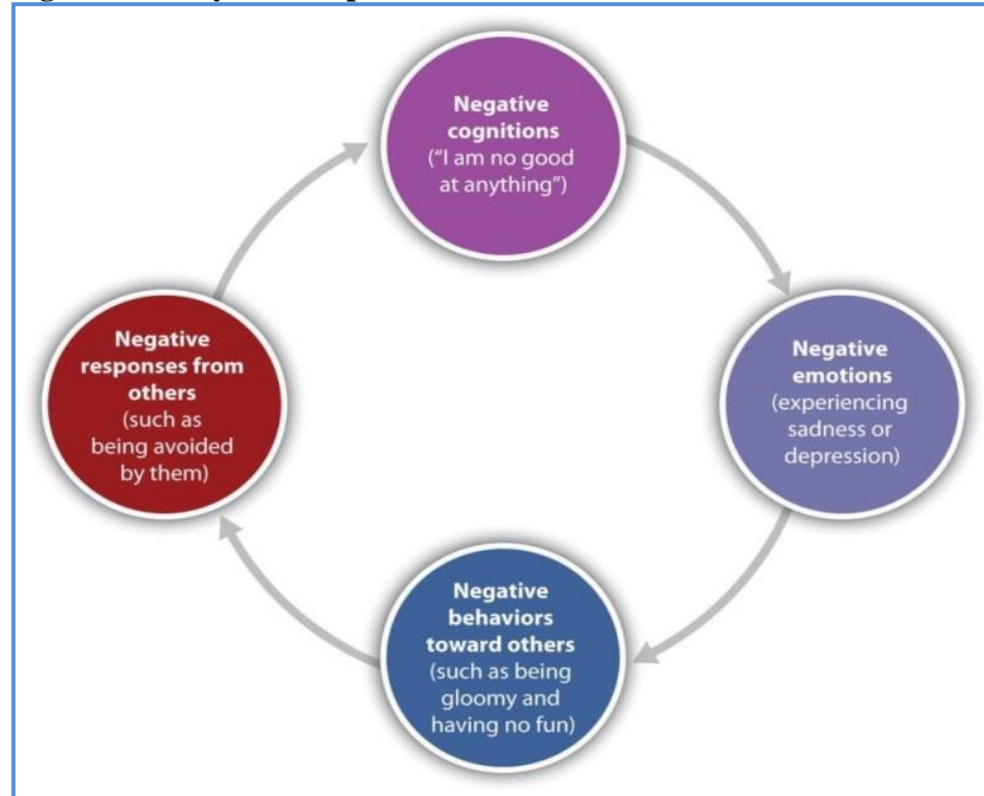 Negative
cognitions
("I am no good
at anything")
Negative
emotions
(experiencing
sadness or
depression)
Negative
behaviors
toward others
(such as being
gloomy and
having no fun)
Negative
responses from
others
(such as
being avoided
by them)